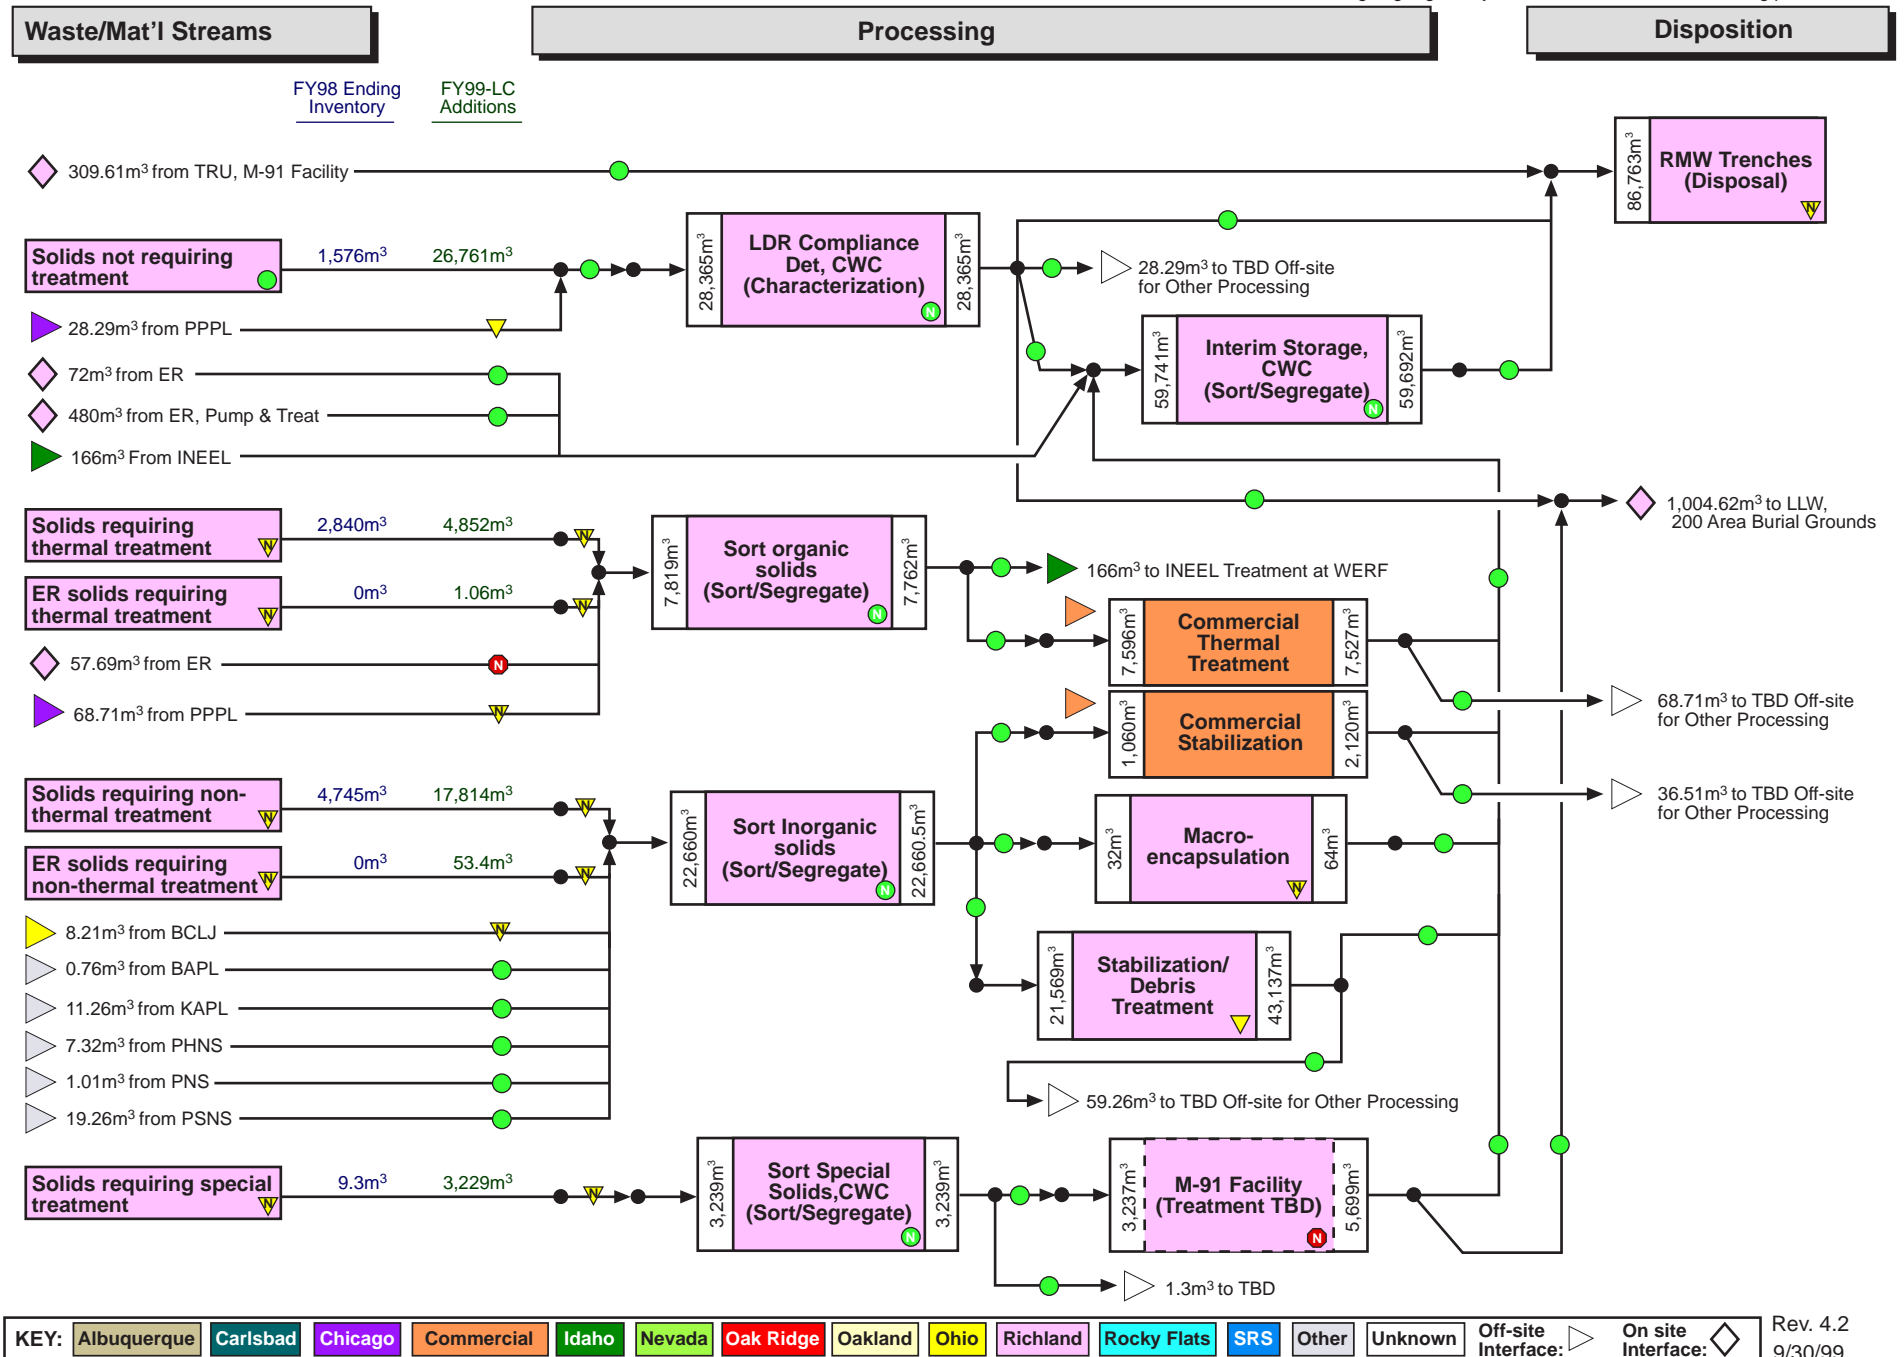 Waste/Mat'l Streams
Processing
Disposition
FY98 Ending
Inventory
FY99-LC
Additions
309.61m³ from TRU, M-91 Facility
86,763m³
RMW Trenches
(Disposal)
N
Solids not requiring
treatment
1,576m³
26,761m³
28,365m³
LDR Compliance
Det, CWC
(Characterization)
N
28,365m³
28.29m³ to TBD Off-site
for Other Processing
28.29m³ from PPPL
72m³ from ER
480m³ from ER, Pump & Treat
166m³ From INEEL
59,741m³
Interim Storage,
CWC
(Sort/Segregate)
N
59,692m³
1,004.62m³ to LLW,
200 Area Burial Grounds
Solids requiring
thermal treatment
N
2,840m³
4,852m³
N
ER solids requiring
thermal treatment
N
0m³
1.06m³
N
57.69m³ from ER
N
68.71m³ from PPPL
N
7,819m³
Sort organic
solids
(Sort/Segregate)
N
7,762m³
166m³ to INEEL Treatment at WERF
7,596m³
Commercial
Thermal
Treatment
7,527m³
68.71m³ to TBD Off-site
for Other Processing
1,060m³
Commercial
Stabilization
2,120m³
36.51m³ to TBD Off-site
for Other Processing
Solids requiring non-
thermal treatment
N
4,745m³
17,814m³
N
ER solids requiring
non-thermal treatment
N
0m³
53.4m³
N
8.21m³ from BCLJ
N
0.76m³ from BAPL
11.26m³ from KAPL
7.32m³ from PHNS
1.01m³ from PNS
19.26m³ from PSNS
22,660m³
Sort Inorganic
solids
(Sort/Segregate)
N
22,660.5m³
32m³
Macro-
encapsulation
N
64m³
21,569m³
Stabilization/
Debris
Treatment
43,137m³
59.26m³ to TBD Off-site for Other Processing
Solids requiring special
treatment
N
9.3m³
3,229m³
N
3,239m³
Sort Special
Solids,CWC
(Sort/Segregate)
N
3,239m³
3,237m³
M-91 Facility
(Treatment TBD)
N
5,699m³
1.3m³ to TBD
KEY: Albuquerque Carlsbad Chicago Commercial Idaho Nevada Oak Ridge Oakland Ohio Richland Rocky Flats SRS Other Unknown
Off-site
Interface:
On site
Interface:
Rev. 4.2
9/30/99